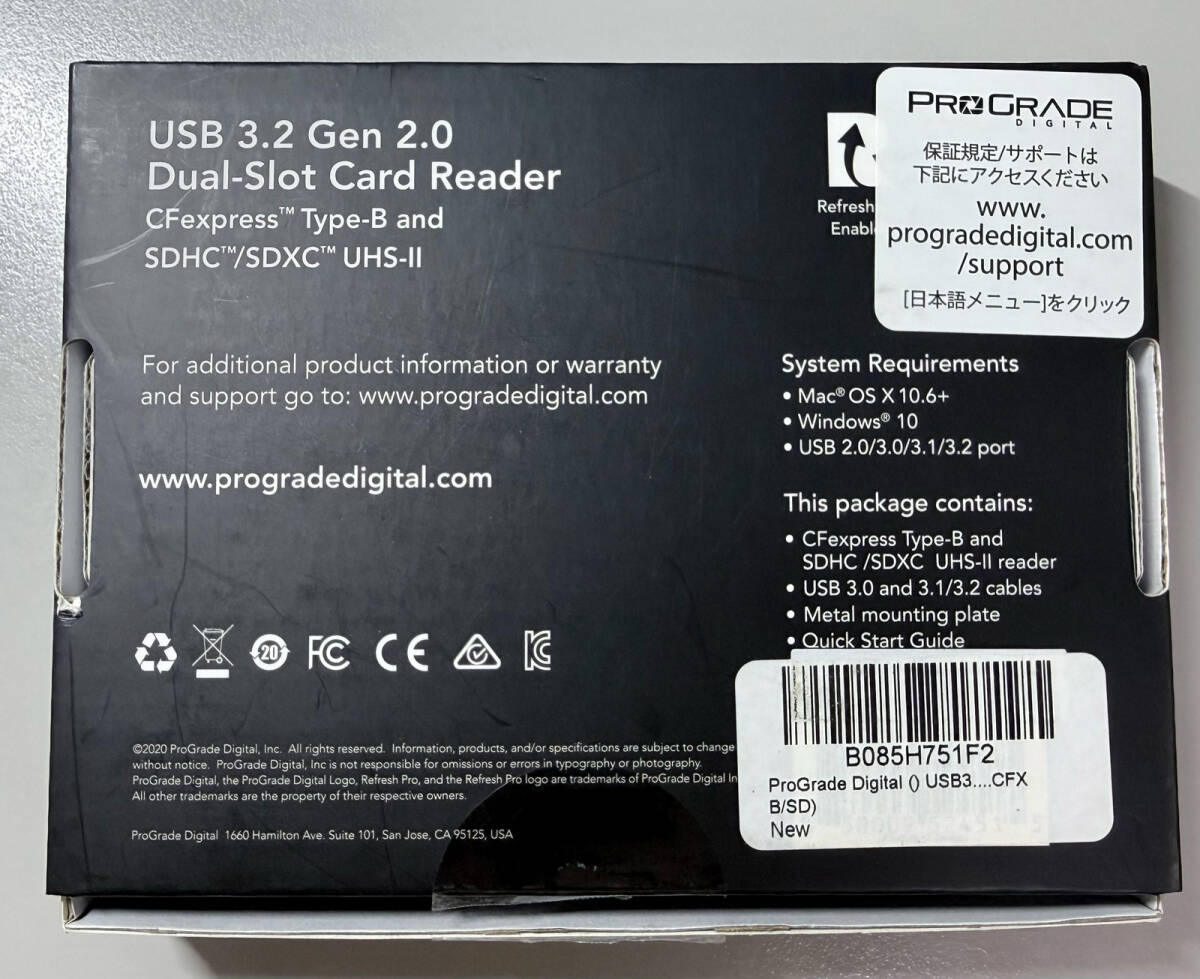 USB 3.2 Gen 2.0
Dual-Slot Card Reader
CFexpress™ Type-B and
SDHC™/SDXC™ UHS-II
Refresh
PROGRADE
DIGITAL
保証規定/サポートは
下記にアクセスください
www.
progradedigital.com
/support
[日本語メニュー]をクリック
For additional product information or warranty
and support go to: www.progradedigital.com
www.progradedigital.com
System Requirements
• Mac® OS X 10.6+
• Windows® 10
• USB 2.0/3.0/3.1/3.2 port
This package contains:
• CFexpress Type-B and
SDHC /SDXC UHS-II reader
• USB 3.0 and 3.1/3.2 cables
• Metal mounting plate
• Quick Start Guide
20
FC
CE
©2020 ProGrade Digital, Inc. All rights reserved. Information, products, and/or specifications are subject to change
without notice. ProGrade Digital, Inc is not responsible for omissions or errors in typography or photography.
ProGrade Digital, the ProGrade Digital Logo, Refresh Pro, and the Refresh Pro logo are trademarks of ProGrade Digital
All other trademarks are the property of their respective owners.
ProGrade Digital 1660 Hamilton Ave. Suite 101, San Jose, CA 95125, USA
B085H751F2
ProGrade Digital () USB3....CFX
B/SD)
New